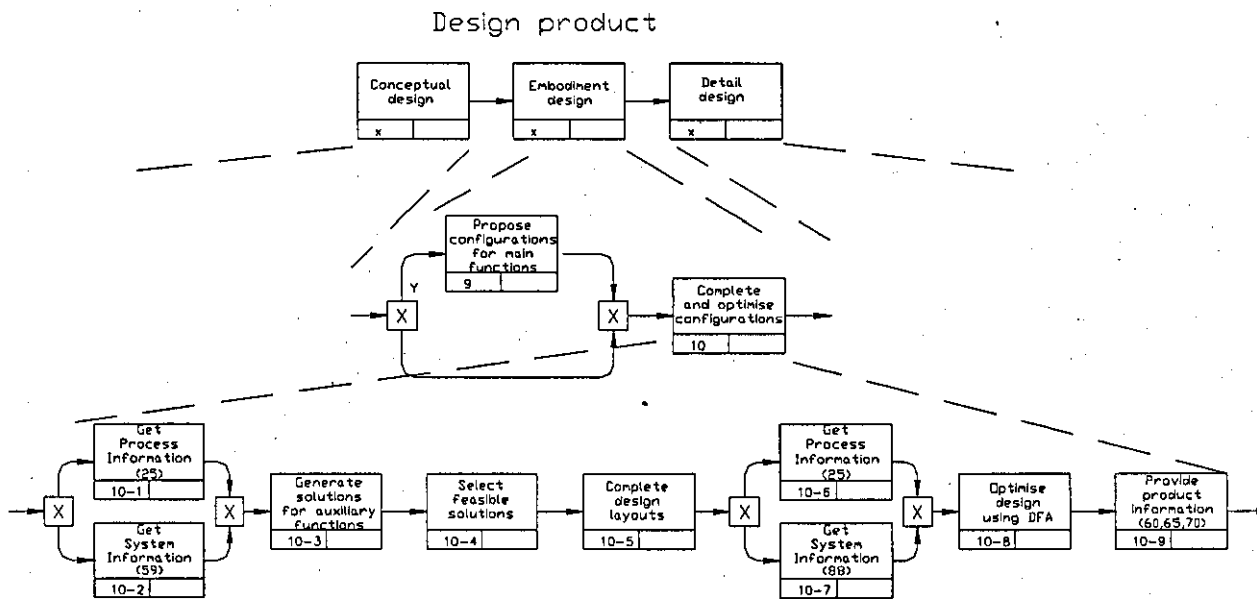 Design product
Conceptual
design
x
Embodiment
design
x
Detail
design
x
Propose
configurations
for main
functions
9
Y
X
X
Complete
and optimise
configurations
10
Get
Process
Information
(25)
10-1
X
X
Get
System
Information
(59)
10-2
Generate
solutions
for auxiliary
functions
10-3
Select
feasible
solutions
10-4
Complete
design
layouts
10-5
Get
Process
Information
(25)
10-6
X
X
Get
System
Information
(88)
10-7
Optimise
design
using DFA
10-8
Provide
product
information
(60,65,70)
10-9